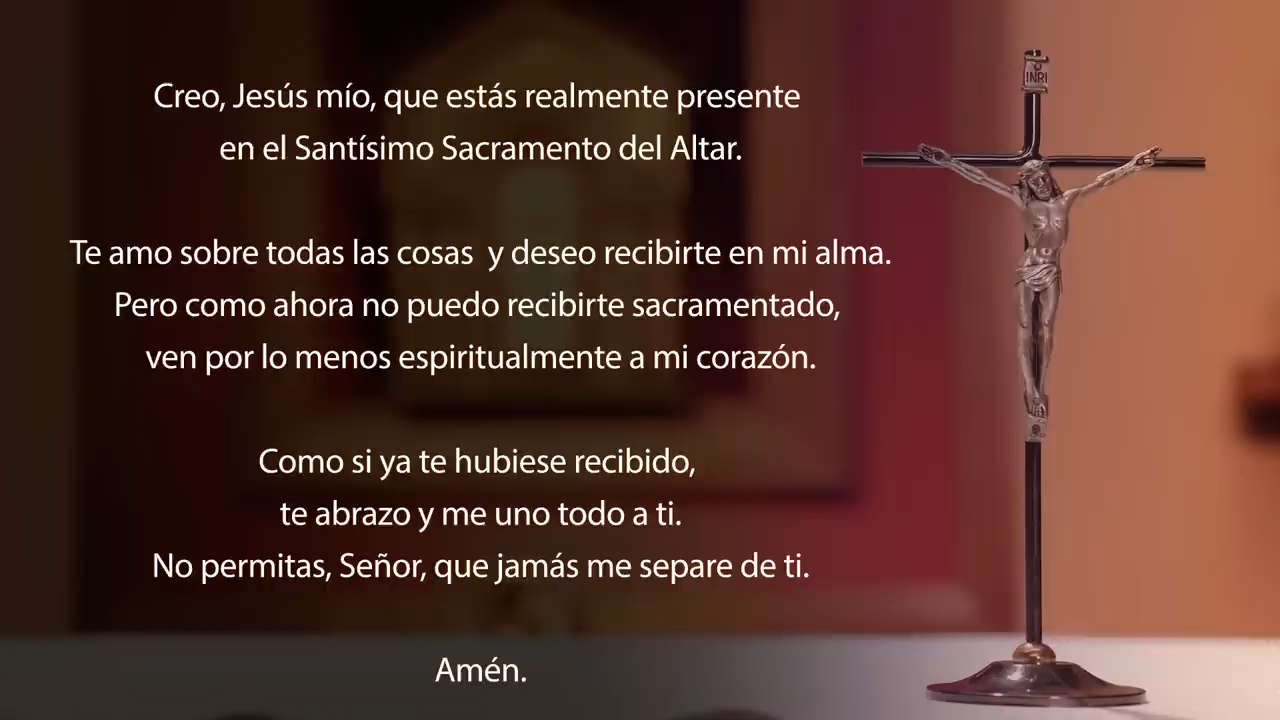 Creo, Jesús mío, que estás realmente presente
en el Santísimo Sacramento del Altar.
Te amo sobre todas las cosas  y deseo recibirte en mi alma.
Pero como ahora no puedo recibirte sacramentado,
ven por lo menos espiritualmente a mi corazón.
Como si ya te hubiese recibido,
te abrazo y me uno todo a ti.
No permitas, Señor, que jamás me separe de ti.
Amén.
INRI